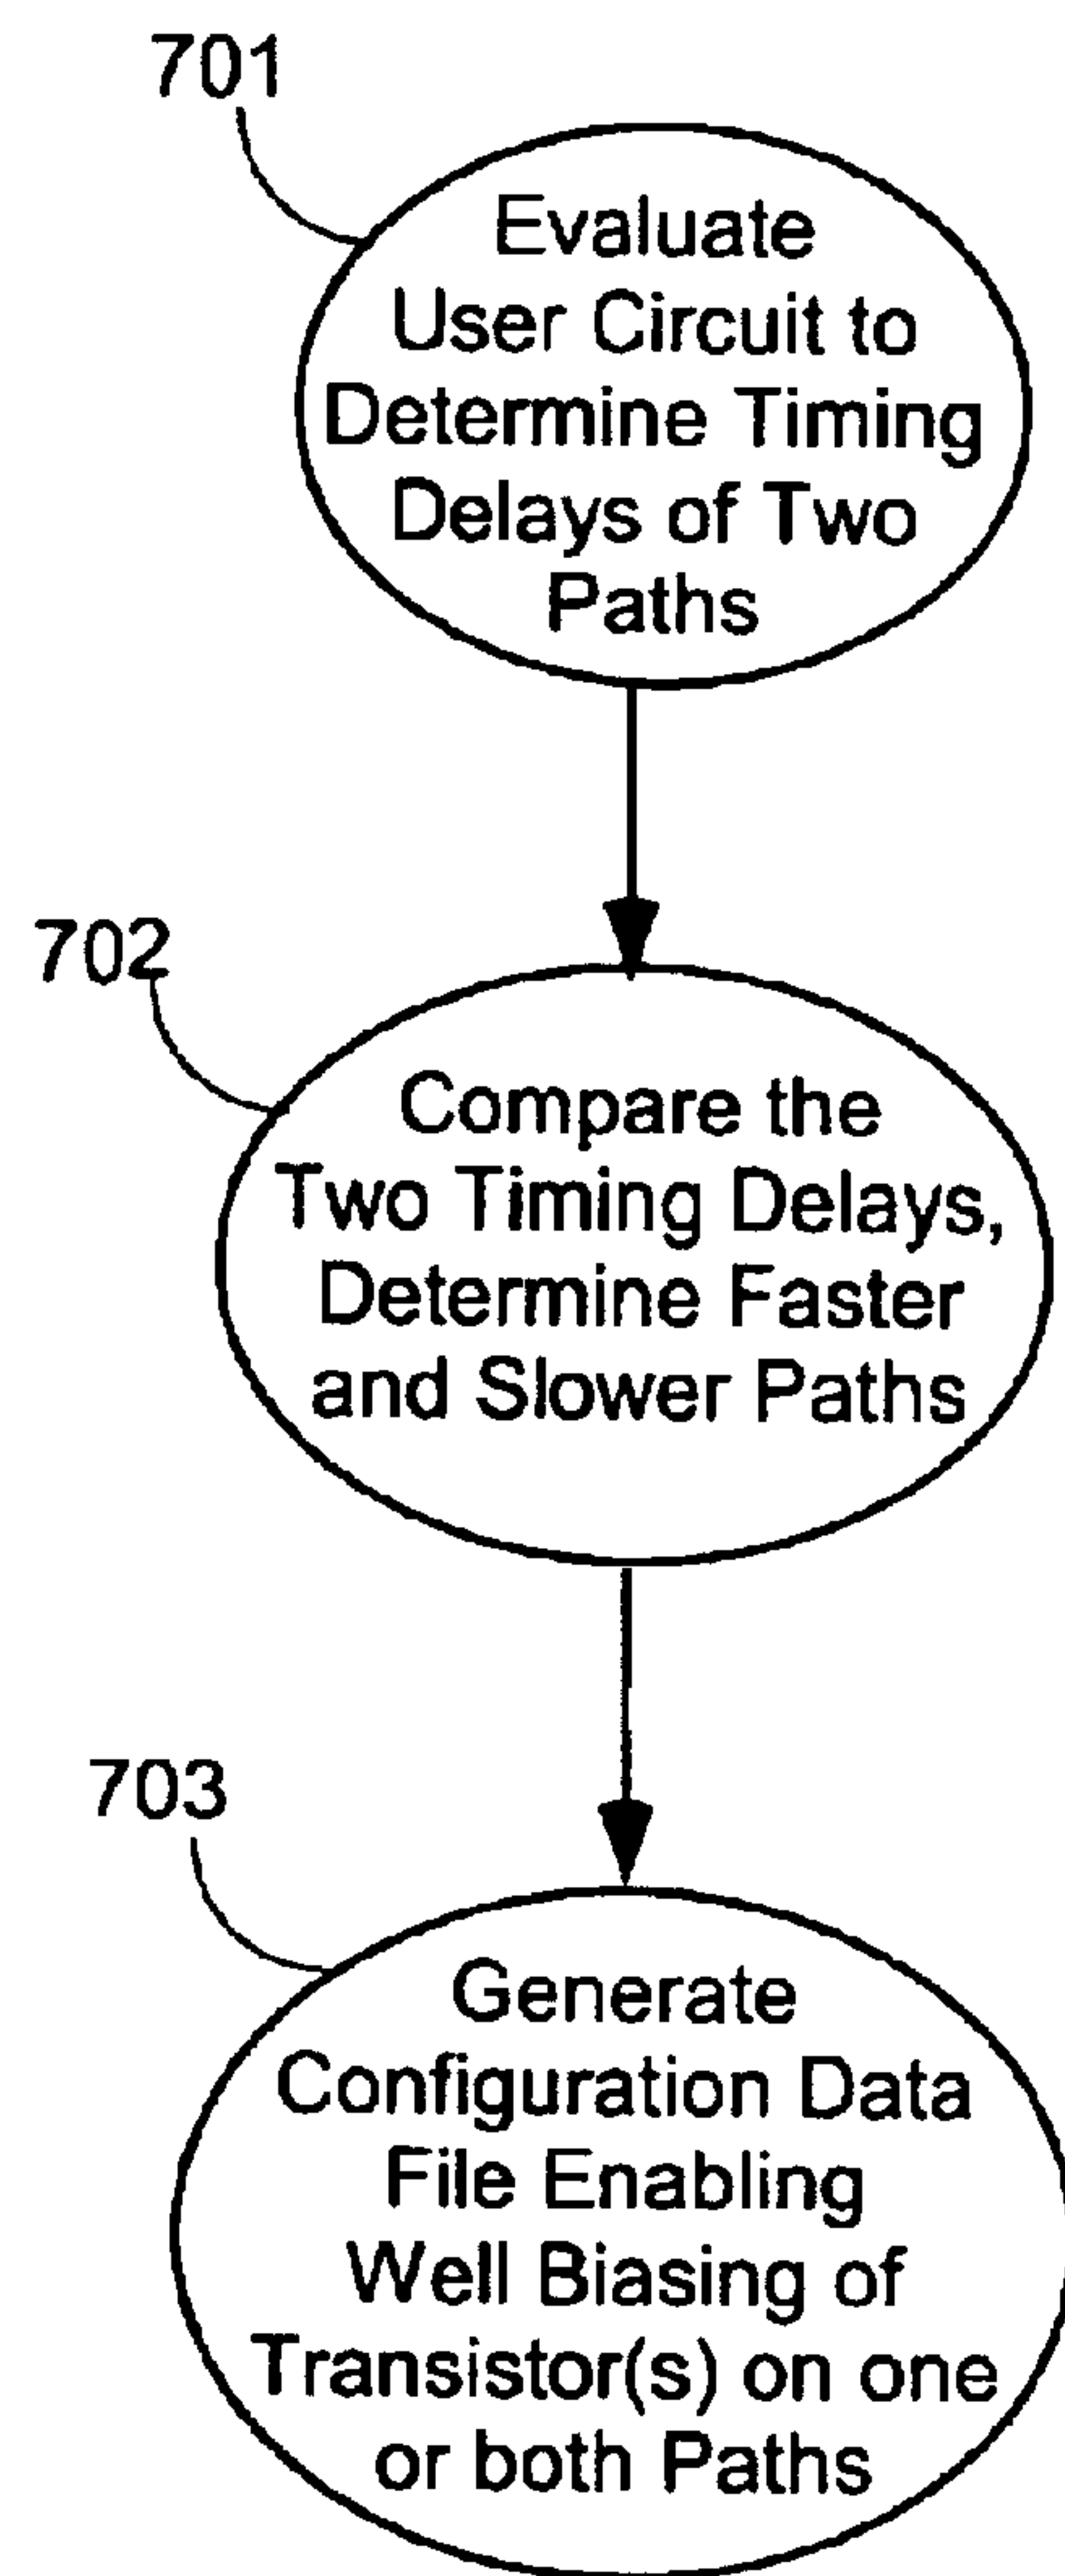 701
Evaluate
User Circuit to
Determine Timing
Delays of Two
Paths
702
Compare the
Two Timing Delays,
Determine Faster
and Slower Paths
703
Generate
Configuration Data
File Enabling
Well Biasing of
Transistor(s) on one
or both Paths